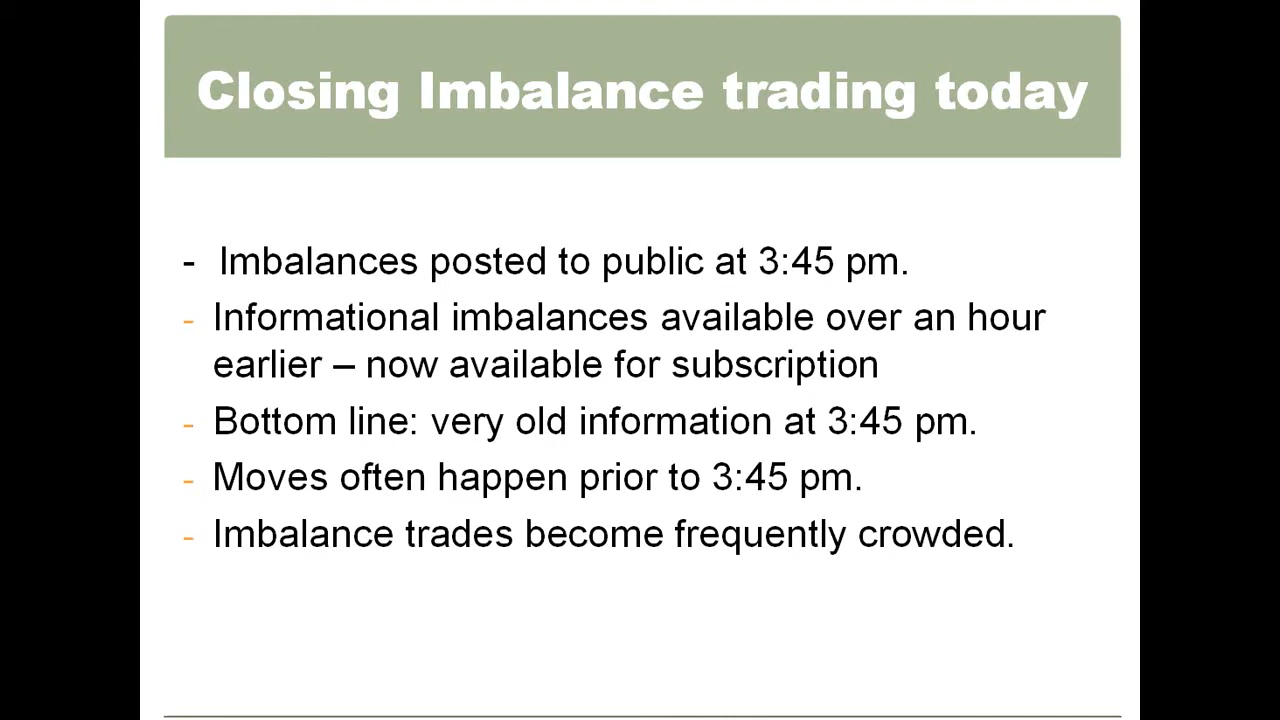 Closing Imbalance trading today
- Imbalances posted to public at 3:45 pm.
- Informational imbalances available over an hour
earlier – now available for subscription
- Bottom line: very old information at 3:45 pm.
- Moves often happen prior to 3:45 pm.
- Imbalance trades become frequently crowded.